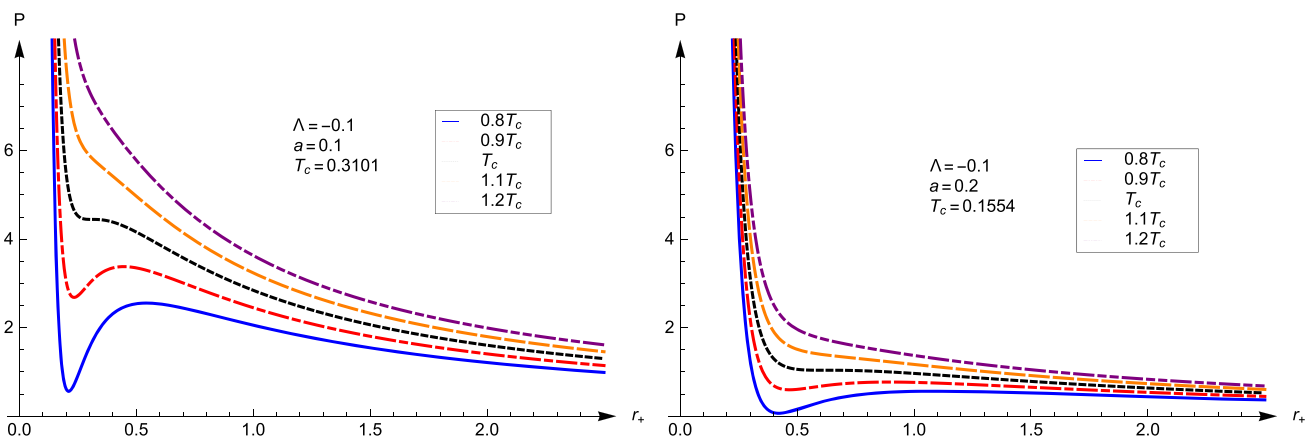 P
6
4
2
0.0 0.5 1.0 1.5 2.0
r₊
Λ = −0.1
a = 0.1
T_c = 0.3101
0.8T_c
0.9T_c
T_c
1.1T_c
1.2T_c
P
6
4
2
0.0 0.5 1.0 1.5 2.0
r₊
Λ = −0.1
a = 0.2
T_c = 0.1554
0.8T_c
0.9T_c
T_c
1.1T_c
1.2T_c